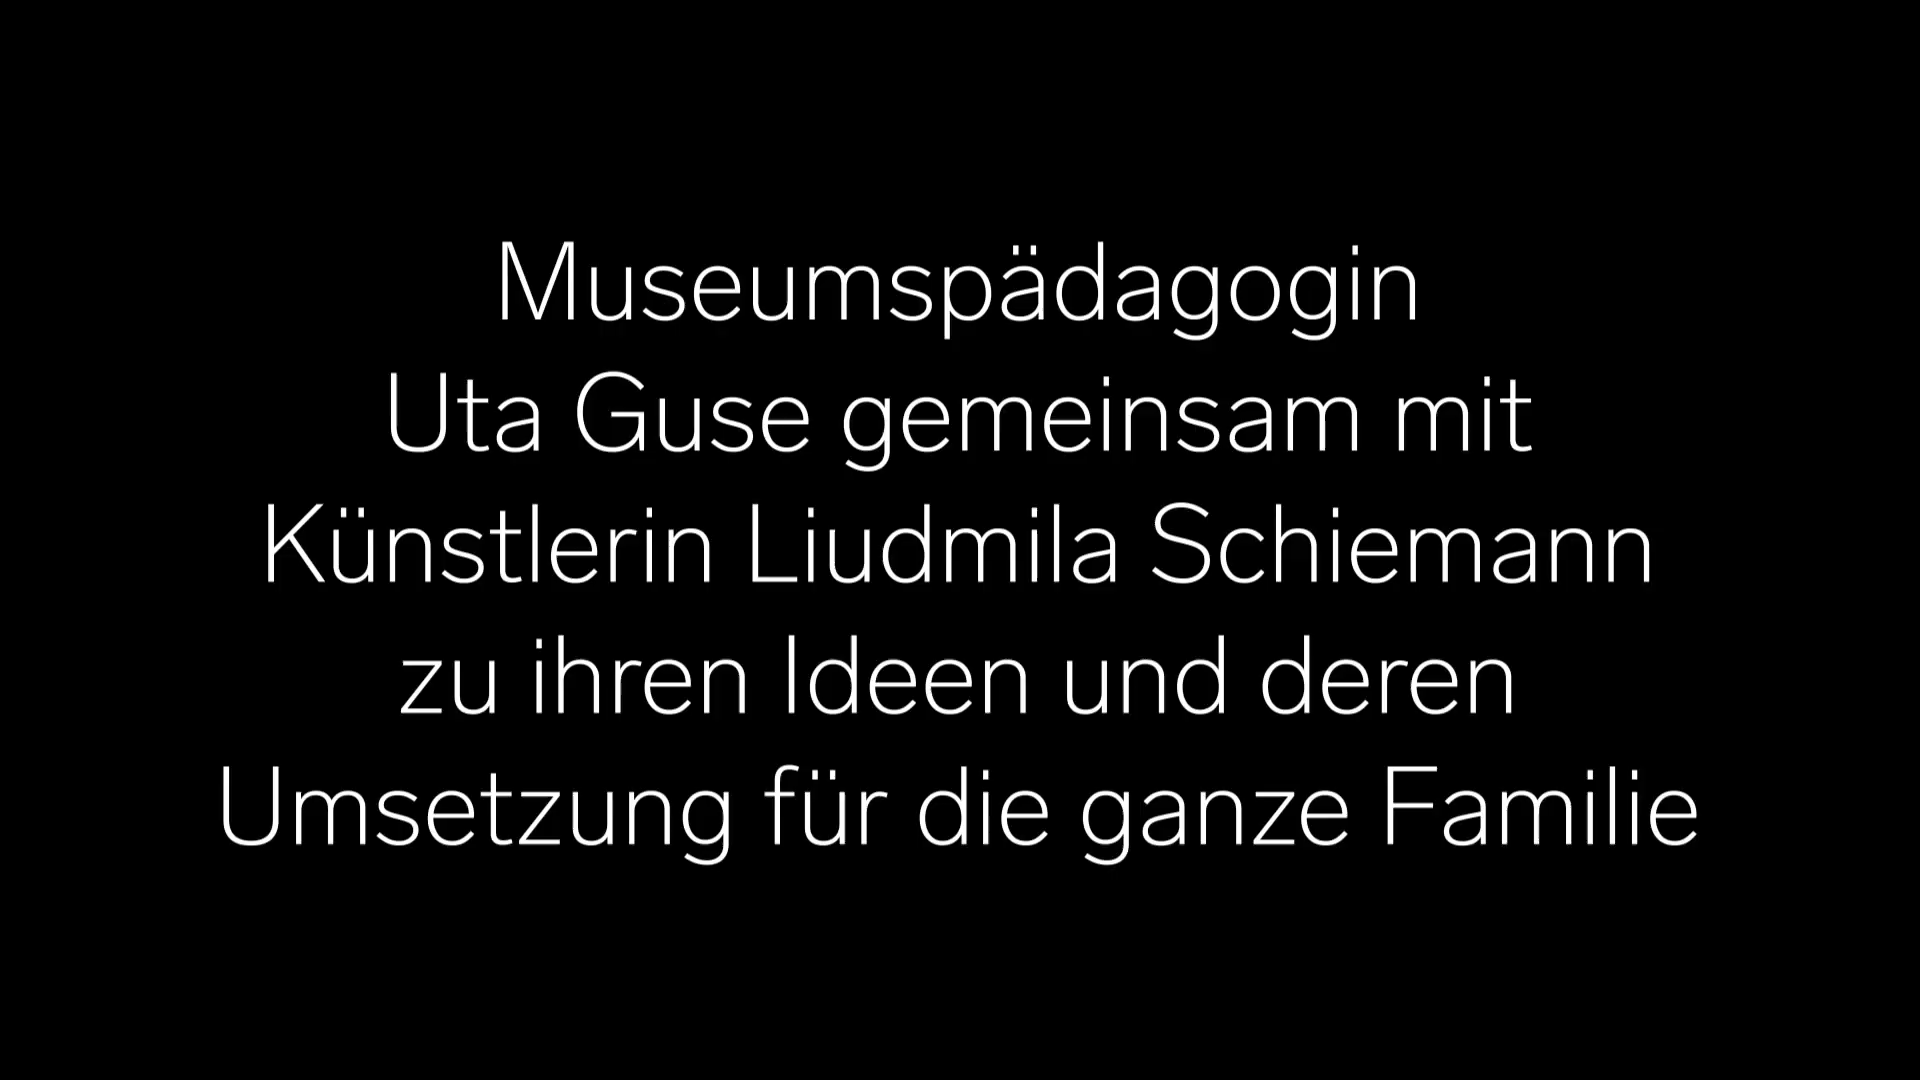 Museumspädagogin
Uta Guse gemeinsam mit
Künstlerin Liudmila Schiemann
zu ihren Ideen und deren
Umsetzung für die ganze Familie